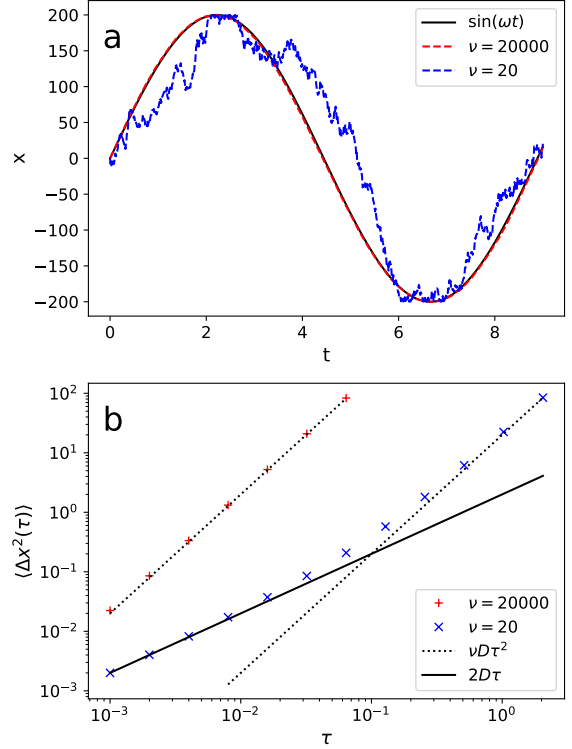 a
sin(ωt)
ν = 20000
ν = 20
200
150
100
50
0
−50
−100
−150
−200
x
0 2 4 6 8
t
b
10²
10¹
10⁰
10⁻¹
10⁻²
10⁻³
⟨Δx²(τ)⟩
ν = 20000
ν = 20
νDτ²
2Dτ
10⁻³ 10⁻² 10⁻¹ 10⁰
τ